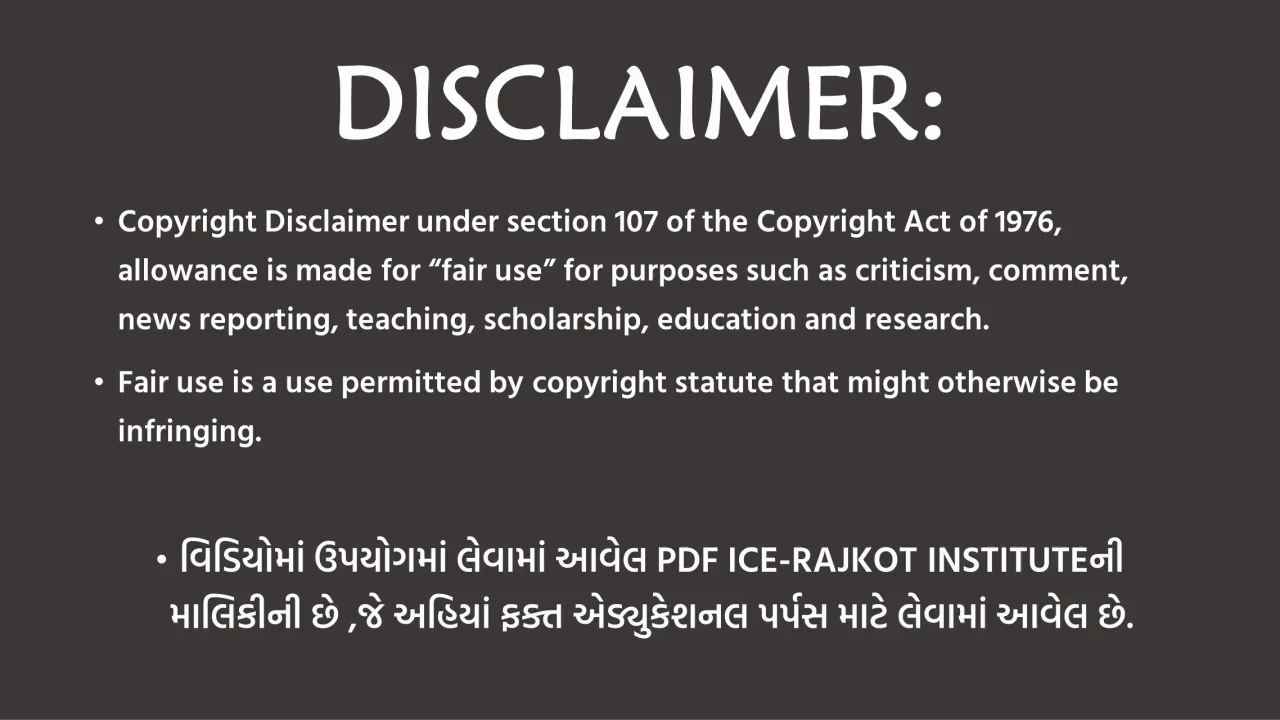 DISCLAIMER:
• Copyright Disclaimer under section 107 of the Copyright Act of 1976,
allowance is made for “fair use” for purposes such as criticism, comment,
news reporting, teaching, scholarship, education and research.
• Fair use is a use permitted by copyright statute that might otherwise be
infringing.
• વિડિયોમાં ઉપયોગમાં લેવામાં આવેલ PDF ICE-RAJKOT INSTITUTEની
માલિકીની છે ,જે અહિયાં ફક્ત એડ્યુકેશનલ પર્પસ માટે લેવામાં આવેલ છે.